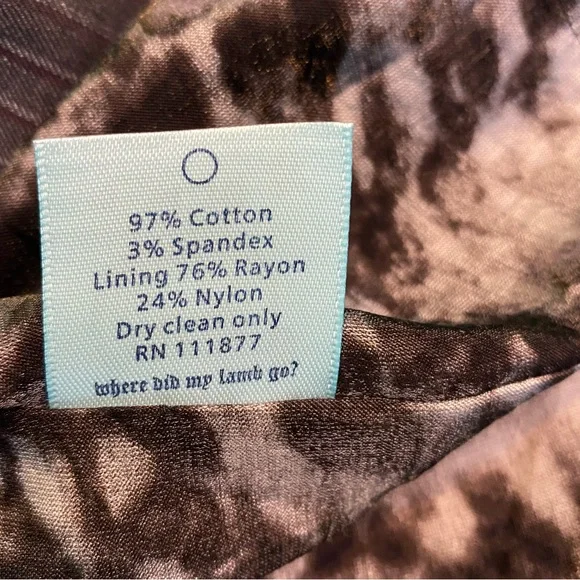 97% Cotton
3% Spandex
Lining 76% Rayon
24% Nylon
Dry clean only
RN 111877
where did my lamb go?